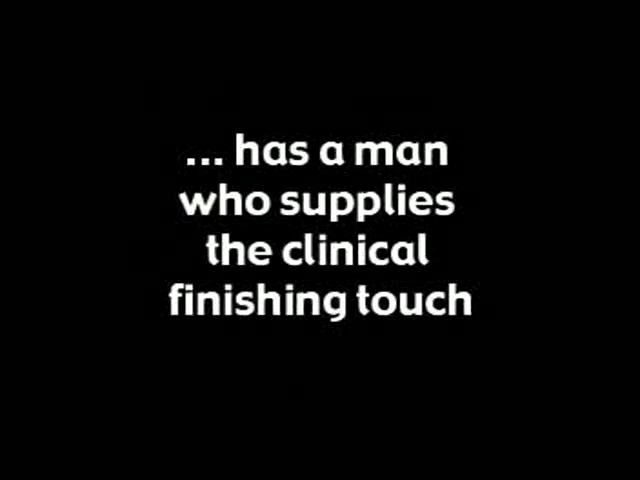 ... has a man
who supplies
the clinical
finishing touch